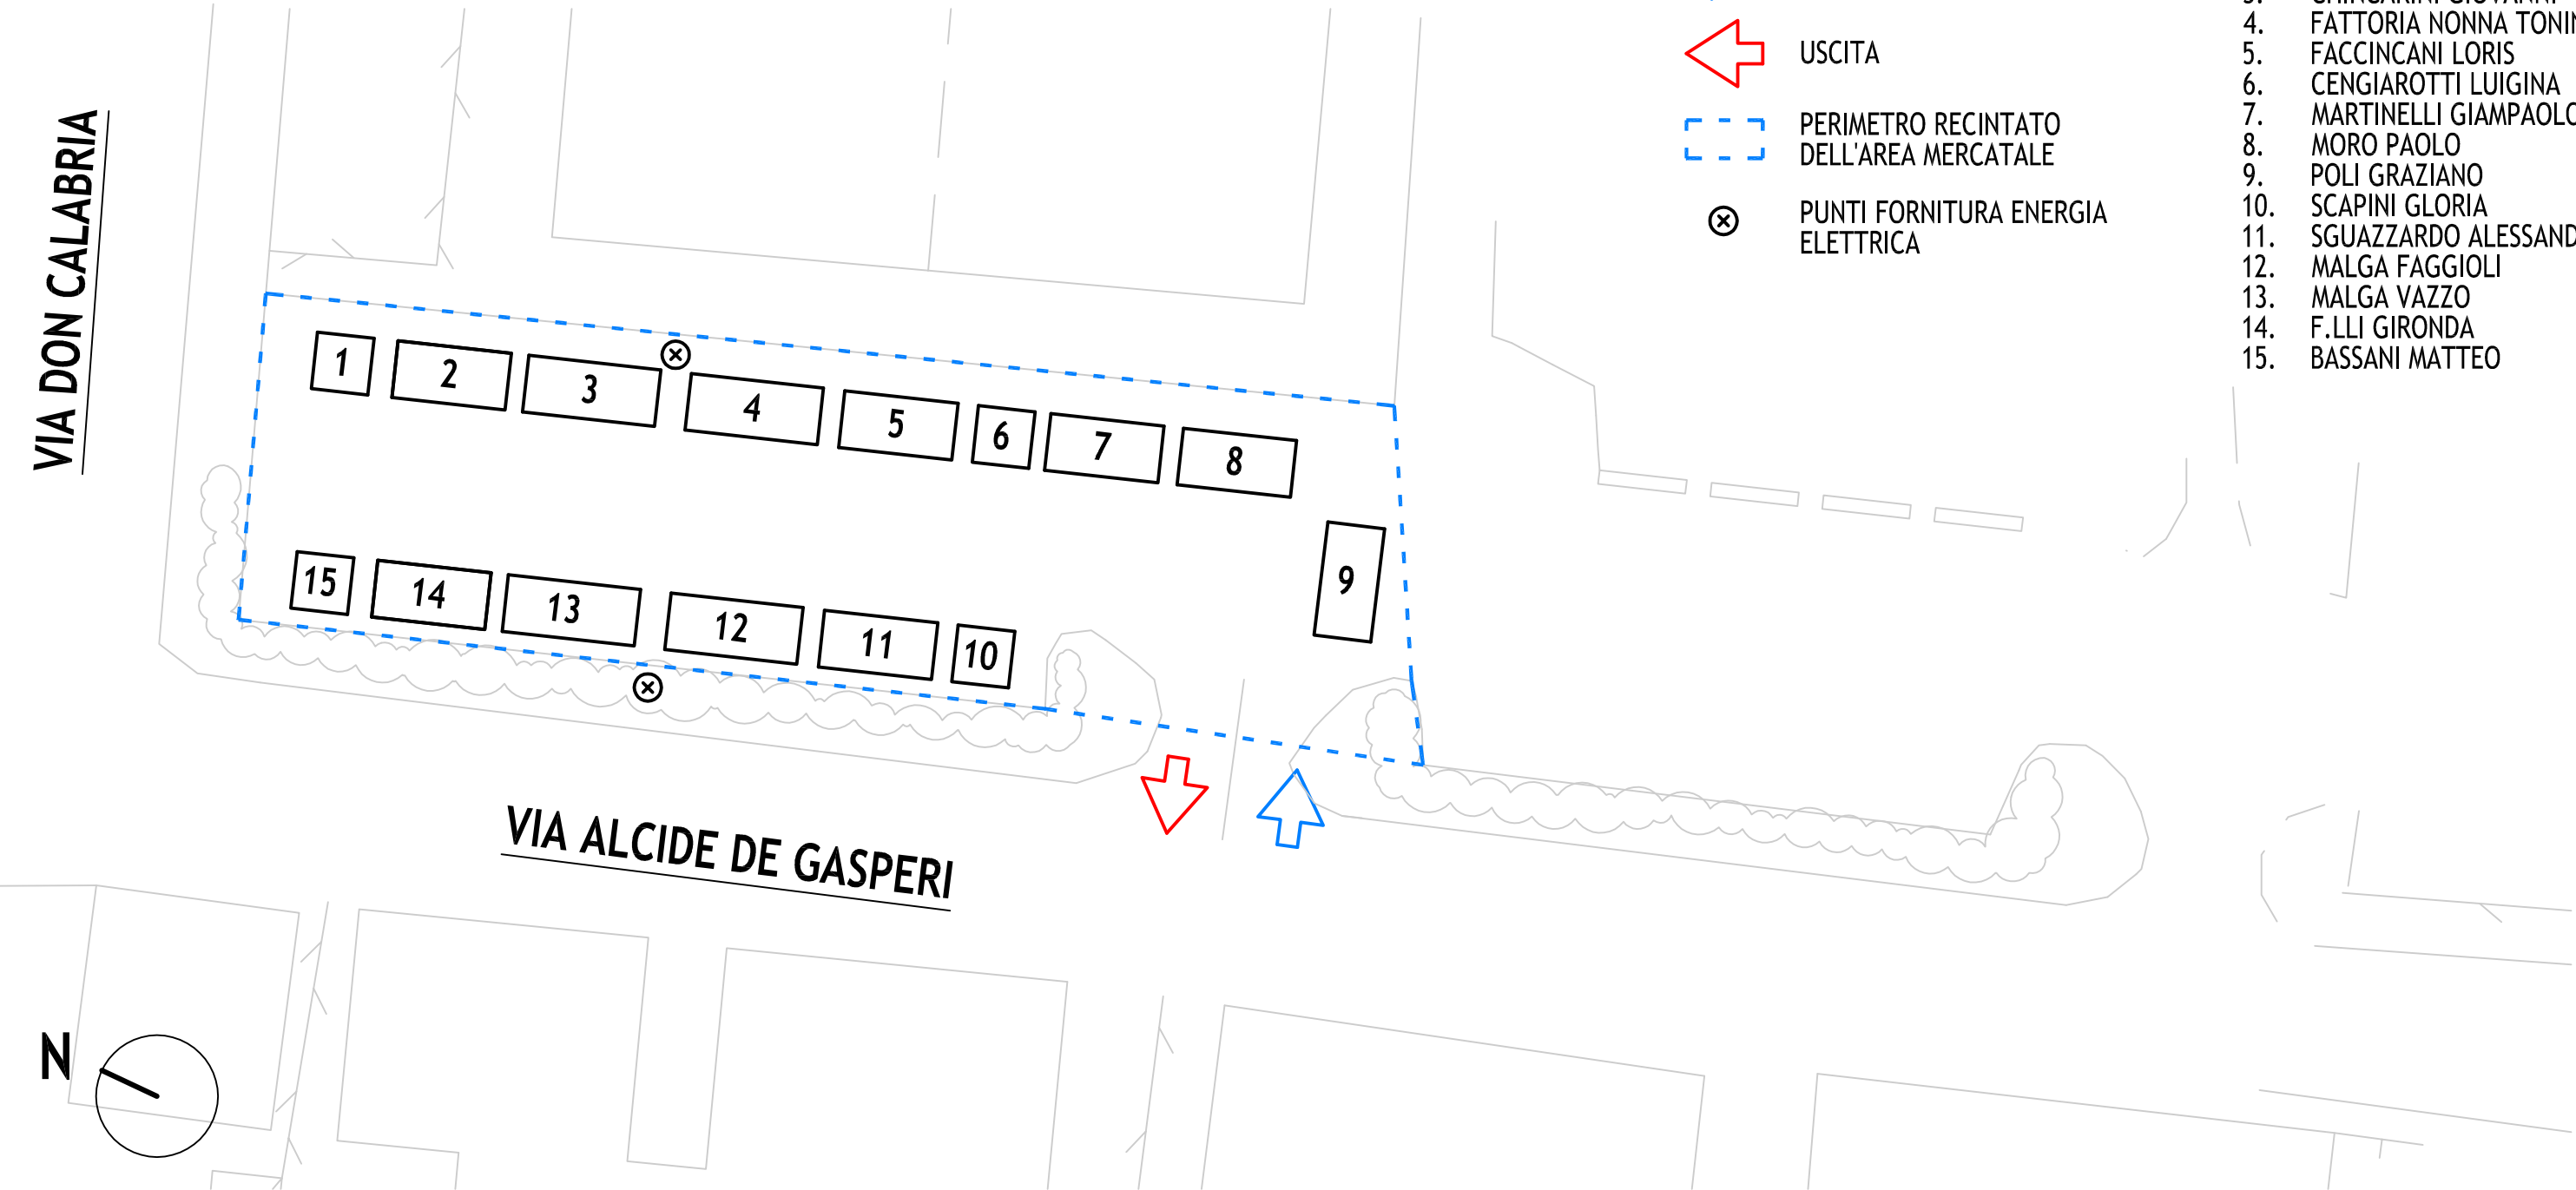 USCITA
PERIMETRO RECINTATO
DELL'AREA MERCATALE
PUNTI FORNITURA ENERGIA
ELETTRICA
4. FATTORIA NONNA
5. FACCINCANI LORIS
6. CENGIAROTTI LUIGINA
7. MARTINELLI GIAMPAOLO
8. MORO PAOLO
9. POLI GRAZIANO
10. SCAPINI GLORIA
11. SGUAZZARDO
12. MALGA FAGGIOLI
13. MALGA VAZZO
14. F.LLI GIRONDA
15. BASSANI MATTEO
VIA DON CALABRIA
1
2
3
4
5
6
7
8
9
15
14
13
12
11
10
VIA ALCIDE DE GASPERI
N